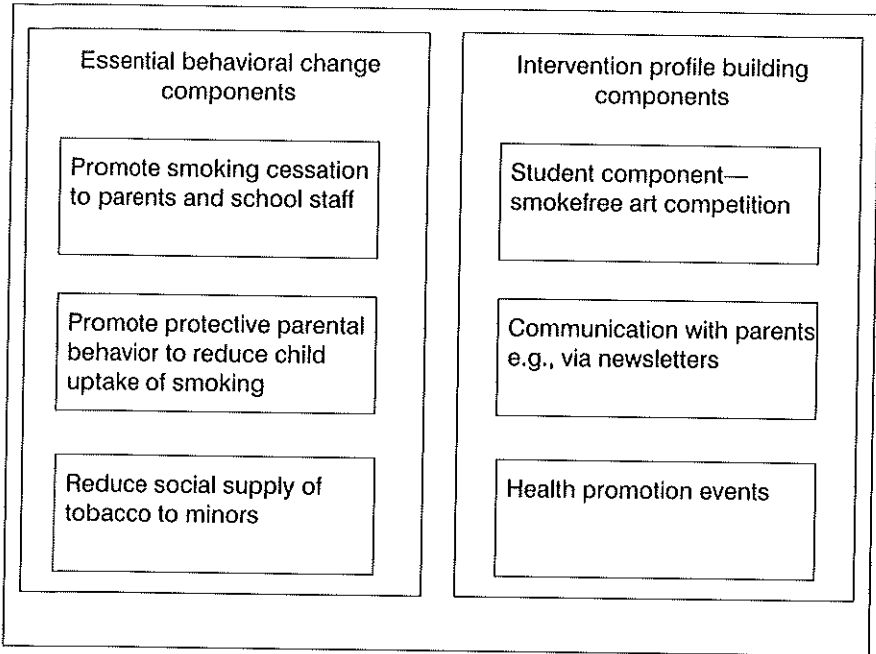 Essential behavioral change
components
Promote smoking cessation
to parents and school staff
Promote protective parental
behavior to reduce child
uptake of smoking
Reduce social supply of
tobacco to minors
Intervention profile building
components
Student component—
smokefree art competition
Communication with parents
e.g., via newsletters
Health promotion events